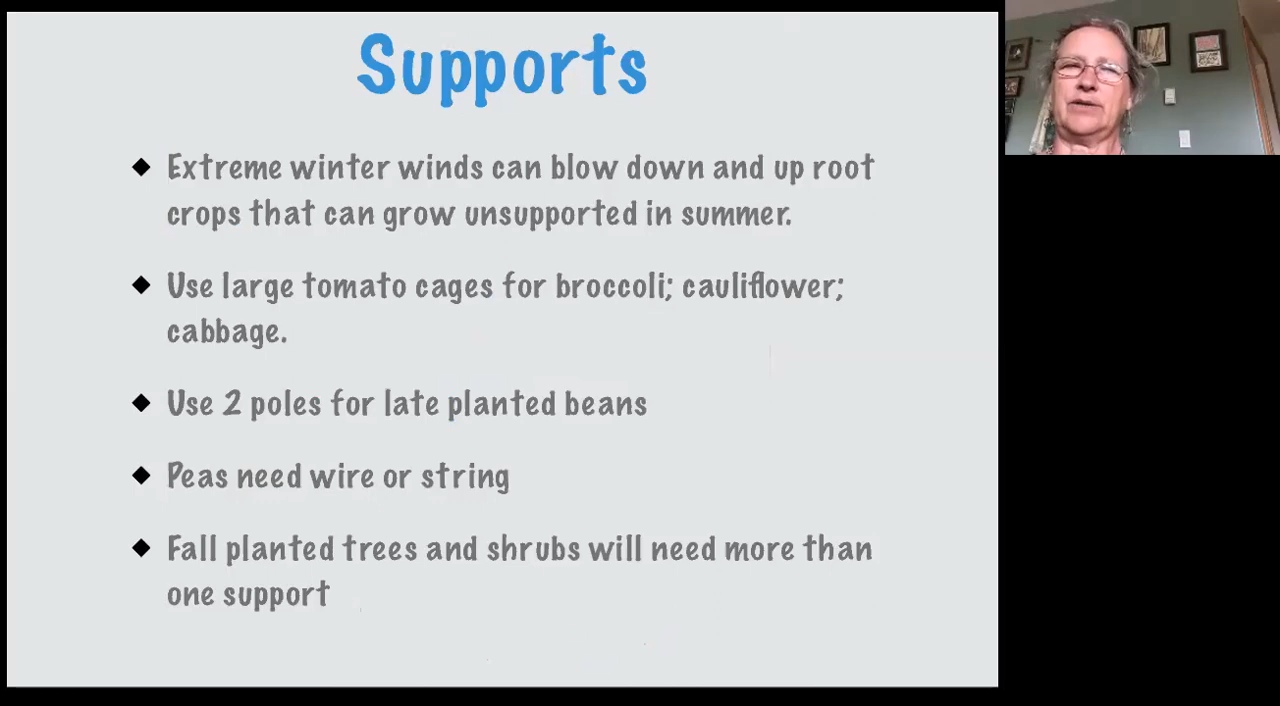 Supports
Extreme winter winds can blow down and up root
crops that can grow unsupported in summer.
Use large tomato cages for broccoli; cauliflower;
cabbage.
Use 2 poles for late planted beans
Peas need wire or string
Fall planted trees and shrubs will need more than
one support